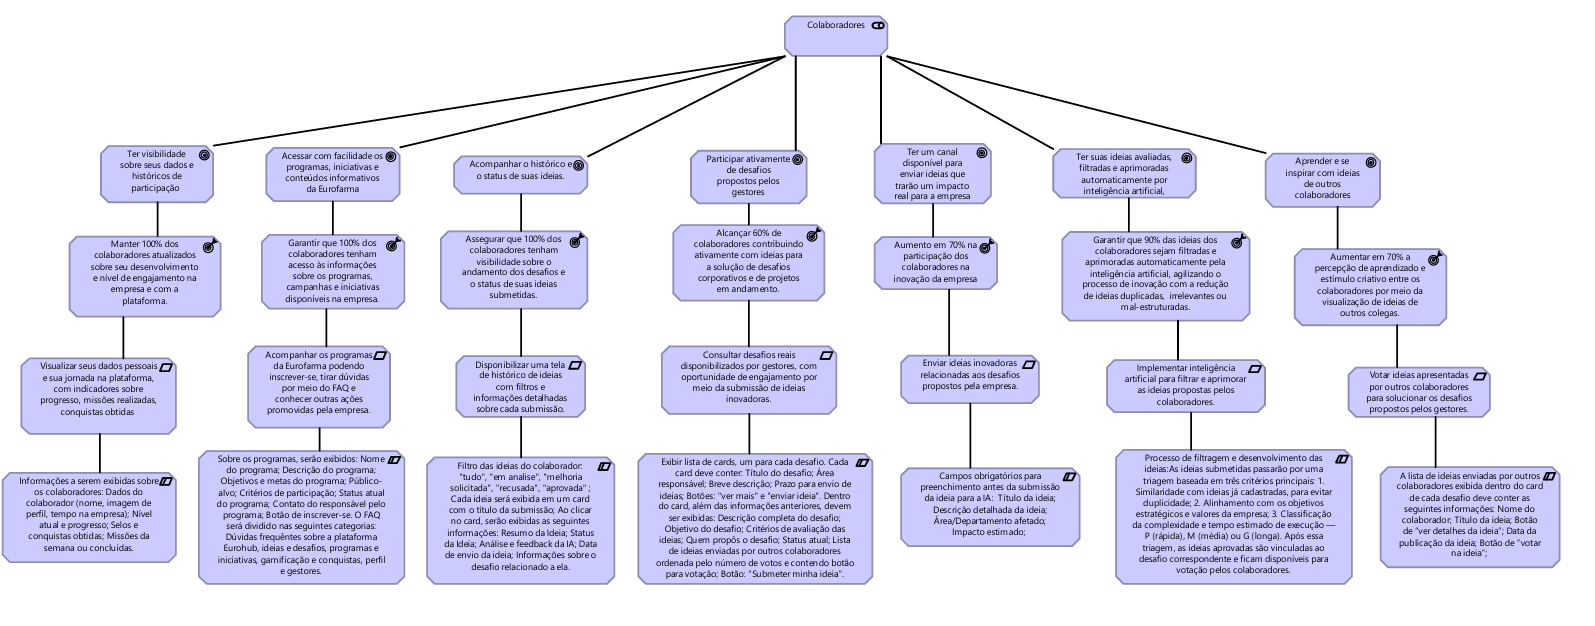 Colaboradores
Ter visibilidade
sobre seus dados e
históricos de
participação
Acessar com facilidade os
programas, iniciativas e
conteúdos informativos
da Eurofarma
Acompanhar o histórico e
o status de suas ideias.
Participar ativamente
de desafios
propostos pelos
gestores
Ter um canal
disponível para
enviar ideias que
trarão um impacto
real para a empresa
Ter suas ideias avaliadas,
filtradas e aprimoradas
automaticamente por
inteligência artificial,
Aprender e se
inspirar com ideias
de outros
colaboradores
Manter 100% dos
colaboradores atualizados
sobre seu desenvolvimento
e nível de engajamento na
empresa e com a
plataforma.
Garantir que 100% dos
colaboradores tenham
acesso às informações
sobre os programas,
campanhas e iniciativas
disponíveis na empresa.
Assegurar que 100% dos
colaboradores tenham
visibilidade sobre o
andamento dos desafios e
o status de suas ideias
submetidas.
Alcançar 60% de
colaboradores contribuindo
ativamente com ideias para
a solução de desafios
corporativos e de projetos
em andamento.
Aumento em 70% na
participação dos
colaboradores na
inovação da empresa
Garantir que 90% das ideias dos
colaboradores sejam filtradas e
aprimoradas automaticamente pela
inteligência artificial, agilizando o
processo de inovação com a redução
de ideias duplicadas,  irrelevantes ou
mal-estruturadas.
Aumentar em 70% a
percepção de aprendizado e
estímulo criativo entre os
colaboradores por meio da
visualização de ideias de
outros colegas.
Visualizar seus dados pessoais
e sua jornada na plataforma,
com indicadores sobre
progresso, missões realizadas,
conquistas obtidas
Acompanhar os programas
da Eurofarma podendo
inscrever-se, tirar dúvidas
por meio do FAQ e
conhecer outras ações
promovidas pela empresa.
Disponibilizar uma tela
de histórico de ideias
com filtros e
informações detalhadas
sobre cada submissão.
Consultar desafios reais
disponibilizados por gestores, com
oportunidade de engajamento por
meio da submissão de ideias
inovadoras.
Enviar ideias inovadoras
relacionadas aos desafios
propostos pela empresa.
Implementar inteligência
artificial para filtrar e aprimorar
as ideias propostas pelos
colaboradores.
Votar ideias apresentadas
por outros colaboradores
para solucionar os desafios
propostos pelos gestores.
Informações a serem exibidas sobre
os colaboradores: Dados do
colaborador (nome, imagem de
perfil, tempo na empresa); Nível
atual e progresso; Selos e
conquistas obtidas; Missões da
semana ou concluídas.
Sobre os programas, serão exibidos: Nome
do programa; Descrição do programa;
Objetivos e metas do programa; Público-
alvo; Critérios de participação; Status atual
do programa; Contato do responsável pelo
programa; Botão de inscrever-se. O FAQ
será dividido nas seguintes categorias:
Dúvidas frequêntes sobre a plataforma
Eurohub, ideias e desafios, programas e
iniciativas, gamificação e conquistas, perfil
e gestores.
Filtro das ideias do colaborador:
"tudo", "em analise", "melhoria
solicitada", "recusada", "aprovada" ;
Cada ideia será exibida em um card
com o título da submissão; Ao clicar
no card, serão exibidas as seguintes
informações: Resumo da Ideia; Status
da Ideia; Análise e feedback da IA; Data
de envio da ideia; Informações sobre o
desafio relacionado a ela.
Exibir lista de cards, um para cada desafio. Cada
card deve conter: Título do desafio; Área
responsável; Breve descrição; Prazo para envio de
ideias; Botões: "ver mais" e "enviar ideia". Dentro
do card, além das informações anteriores, devem
ser exibidas: Descrição completa do desafio;
Objetivo do desafio; Critérios de avaliação das
ideias; Quem propôs o desafio; Status atual; Lista
de ideias enviadas por outros colaboradores
ordenada pelo número de votos e contendo botão
para votação; Botão: "Submeter minha ideia".
Campos obrigatórios para
preenchimento antes da submissão
da ideia para a IA:  Título da ideia;
Descrição detalhada da ideia;
Área/Departamento afetado;
Impacto estimado;
Processo de filtragem e desenvolvimento das
ideias:As ideias submetidas passarão por uma
triagem baseada em três critérios principais: 1.
Similaridade com ideias já cadastradas, para evitar
duplicidade; 2. Alinhamento com os objetivos
estratégicos e valores da empresa; 3. Classificação
da complexidade e tempo estimado de execução —
P (rápida), M (média) ou G (longa). Após essa
triagem, as ideias aprovadas são vinculadas ao
desafio correspondente e ficam disponíveis para
votação pelos colaboradores.
A lista de ideias enviadas por outros
colaboradores exibida dentro do card
de cada desafio deve conter as
seguintes informações: Nome do
colaborador; Título da ideia; Botão
de "ver detalhes da ideia"; Data da
publicação da ideia; Botão de "votar
na ideia";